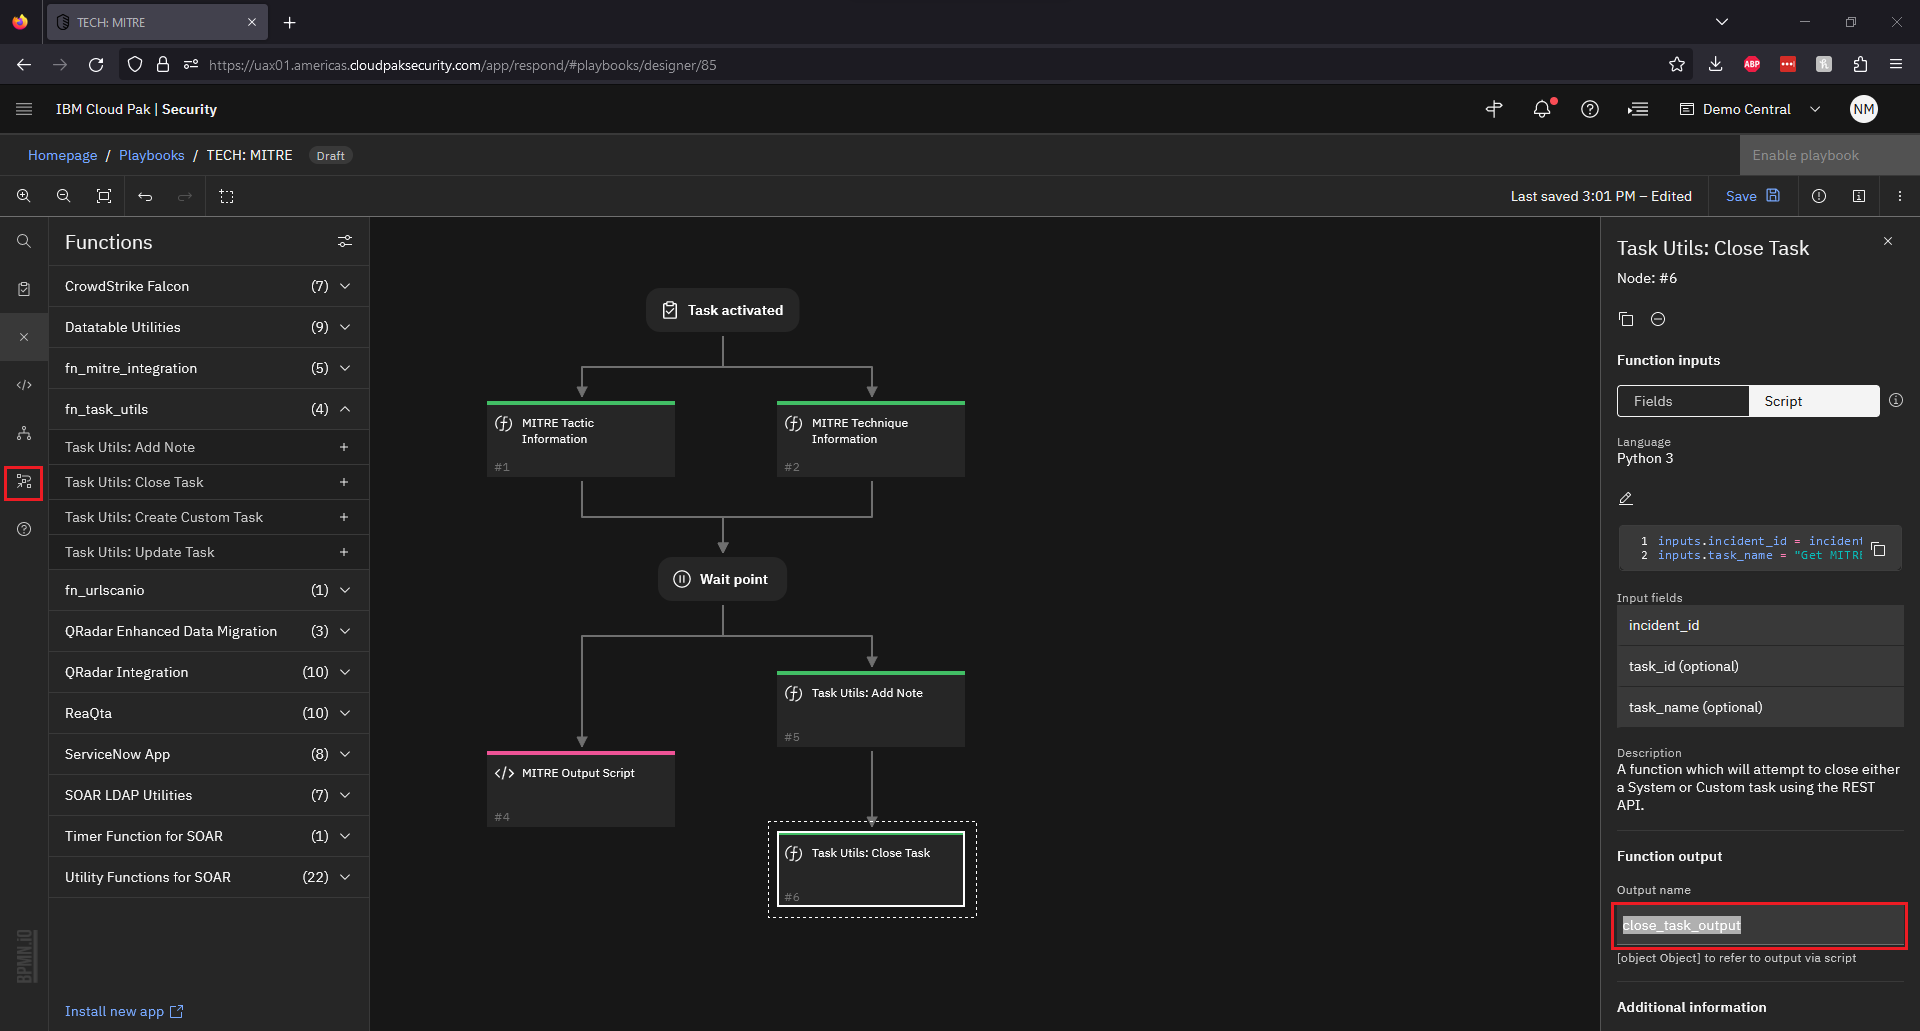 TECH: MITRE
https://uax01.americas.cloudpaksecurity.com/app/respond/#playbooks/designer/85
ABP
IBM Cloud Pak | Security
Demo Central
NM
Homepage / Playbooks / TECH: MITRE Draft
Enable playbook
Last saved 3:01 PM – Edited
Save
Functions
CrowdStrike Falcon (7)
Datatable Utilities (9)
fn_mitre_integration (5)
fn_task_utils (4)
Task Utils: Add Note +
Task Utils: Close Task +
Task Utils: Create Custom Task +
Task Utils: Update Task +
fn_urlscanio (1)
QRadar Enhanced Data Migration (3)
QRadar Integration (10)
ReaQta (10)
ServiceNow App (8)
SOAR LDAP Utilities (7)
Timer Function for SOAR (1)
Utility Functions for SOAR (22)
BPMN.iO
Install new app
Task activated
MITRE Tactic
Information
#1
MITRE Technique
Information
#2
Wait point
Task Utils: Add Note
#5
</> MITRE Output Script
#4
Task Utils: Close Task
#6
Task Utils: Close Task
Node: #6
Function inputs
Fields
Script
Language
Python 3
1 inputs.incident_id = incident
2 inputs.task_name = "Get MITRE
Input fields
incident_id
task_id (optional)
task_name (optional)
Description
A function which will attempt to close either
a System or Custom task using the REST
API.
Function output
Output name
close_task_output
[object Object] to refer to output via script
Additional information